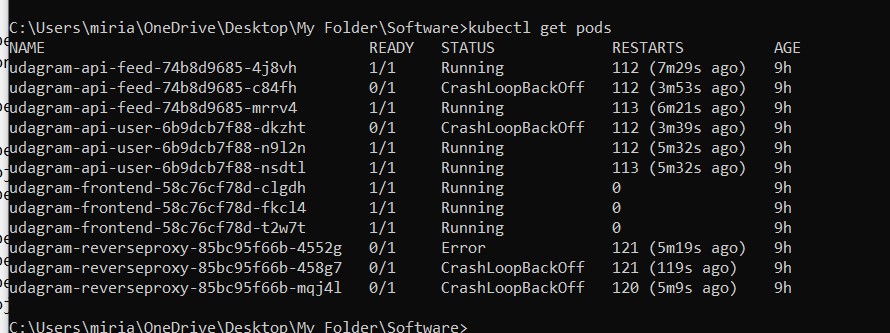 C:\Users\miria\OneDrive\Desktop\My Folder\Software>kubectl get pods
NAME READY STATUS RESTARTS AGE
udagram-api-feed-74b8d9685-4j8vh 1/1 Running 112 (7m29s ago) 9h
udagram-api-feed-74b8d9685-c84fh 0/1 CrashLoopBackOff 112 (3m53s ago) 9h
udagram-api-feed-74b8d9685-mrrv4 1/1 Running 113 (6m21s ago) 9h
udagram-api-user-6b9dcb7f88-dkzht 0/1 CrashLoopBackOff 112 (3m39s ago) 9h
udagram-api-user-6b9dcb7f88-n9l2n 1/1 Running 112 (5m32s ago) 9h
udagram-api-user-6b9dcb7f88-nsdtl 1/1 Running 113 (5m32s ago) 9h
udagram-frontend-58c76cf78d-clgdh 1/1 Running 0 9h
udagram-frontend-58c76cf78d-fkcl4 1/1 Running 0 9h
udagram-frontend-58c76cf78d-t2w7t 1/1 Running 0 9h
udagram-reverseproxy-85bc95f66b-4552g 0/1 Error 121 (5m19s ago) 9h
udagram-reverseproxy-85bc95f66b-458g7 0/1 CrashLoopBackOff 121 (119s ago) 9h
udagram-reverseproxy-85bc95f66b-mqj4l 0/1 CrashLoopBackOff 120 (5m9s ago) 9h
C:\Users\miria\OneDrive\Desktop\My Folder\Software>